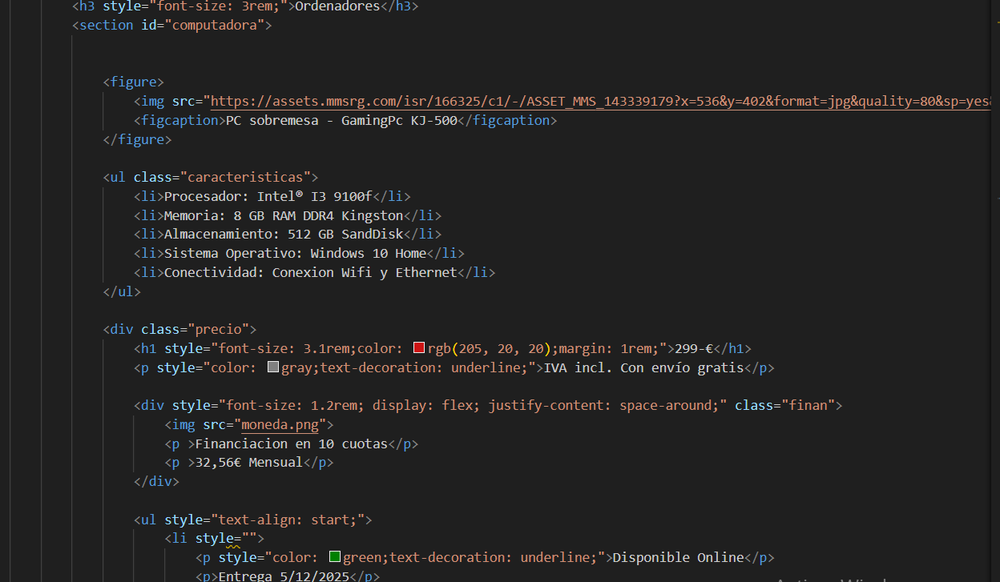 <h3 style="font-size: 3rem;">Ordenadores</h3>
<section id="computadora">
<figure>
<img src="https://assets.mmsrg.com/isr/166325/c1/-/ASSET_MMS_143339179?x=536&y=402&format=jpg&quality=80&sp=yes&
<figcaption>PC sobremesa - GamingPc KJ-500</figcaption>
</figure>
<ul class="caracteristicas">
<li>Procesador: Intel® I3 9100f</li>
<li>Memoria: 8 GB RAM DDR4 Kingston</li>
<li>Almacenamiento: 512 GB SandDisk</li>
<li>Sistema Operativo: Windows 10 Home</li>
<li>Conectividad: Conexion Wifi y Ethernet</li>
</ul>
<div class="precio">
<h1 style="font-size: 3.1rem;color: rgb(205, 20, 20);margin: 1rem;">299-€</h1>
<p style="color: gray;text-decoration: underline;">IVA incl. Con envío gratis</p>
<div style="font-size: 1.2rem; display: flex; justify-content: space-around;" class="finan">
<img src="moneda.png">
<p >Financiacion en 10 cuotas</p>
<p >32,56€ Mensual</p>
</div>
<ul style="text-align: start;">
<li style="">
<p style="color: green;text-decoration: underline;">Disponible Online</p>
<p>Entrega 5/12/2025</p>